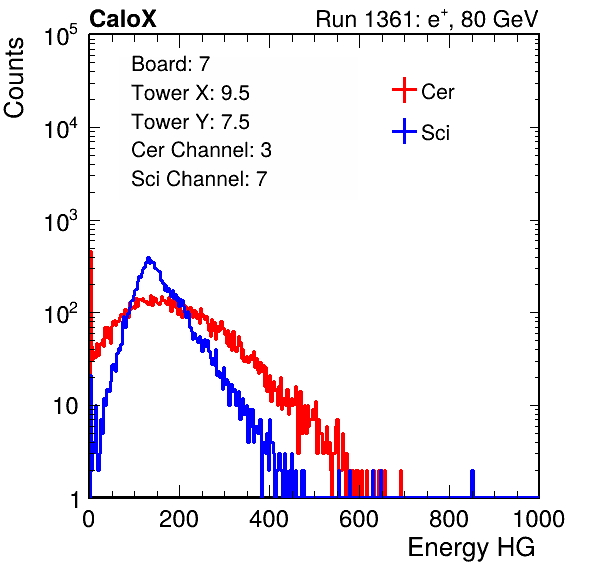 CaloX Run 1361: e⁺, 80 GeV
Counts
10⁵
10⁴
10³
10²
10
1
Board: 7
Tower X: 9.5
Tower Y: 7.5
Cer Channel: 3
Sci Channel: 7
Cer
Sci
0 200 400 600 800 1000
Energy HG